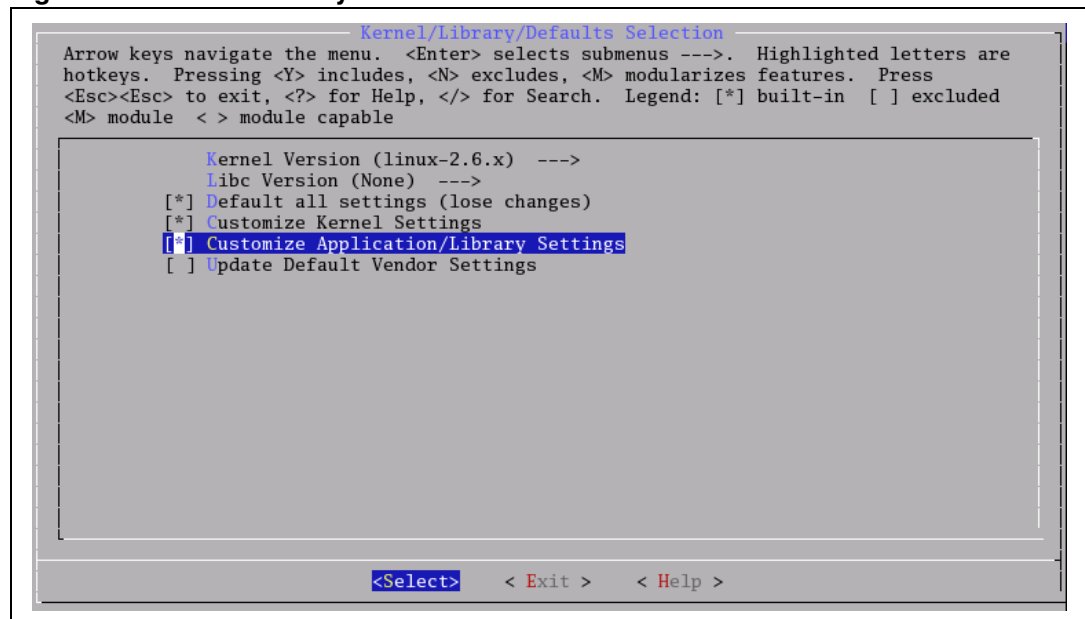 Kernel/Library/Defaults Selection
Arrow keys navigate the menu.  <Enter> selects submenus --->.  Highlighted letters are
hotkeys.  Pressing <Y> includes, <N> excludes, <M> modularizes features.  Press
<Esc><Esc> to exit, <?> for Help, </> for Search.  Legend: [*] built-in  [ ] excluded
<M> module  < > module capable
Kernel Version (linux-2.6.x)  --->
Libc Version (None)  --->
[*] Default all settings (lose changes)
[*] Customize Kernel Settings
[*] Customize Application/Library Settings
[ ] Update Default Vendor Settings
<Select>    < Exit >    < Help >